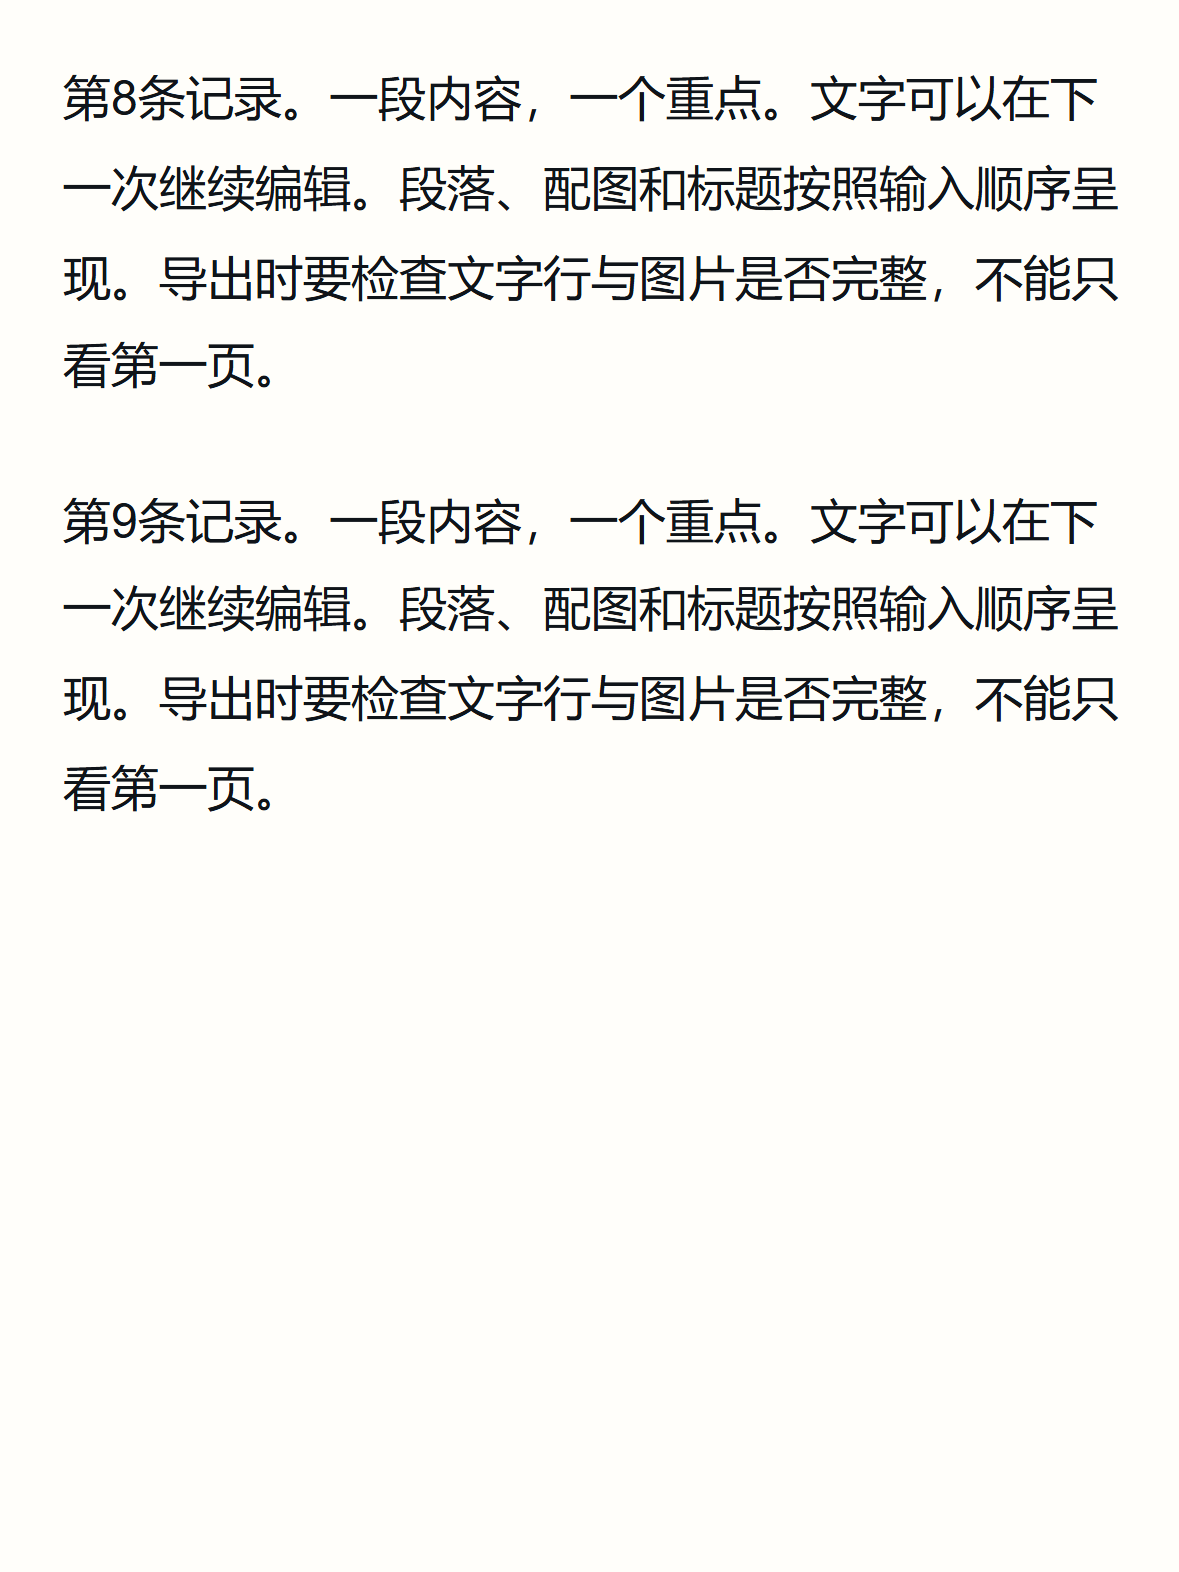 第8条记录。一段内容，一个重点。文字可以在下
一次继续编辑。段落、配图和标题按照输入顺序呈
现。导出时要检查文字行与图片是否完整，不能只
看第一页。
第9条记录。一段内容，一个重点。文字可以在下
一次继续编辑。段落、配图和标题按照输入顺序呈
现。导出时要检查文字行与图片是否完整，不能只
看第一页。